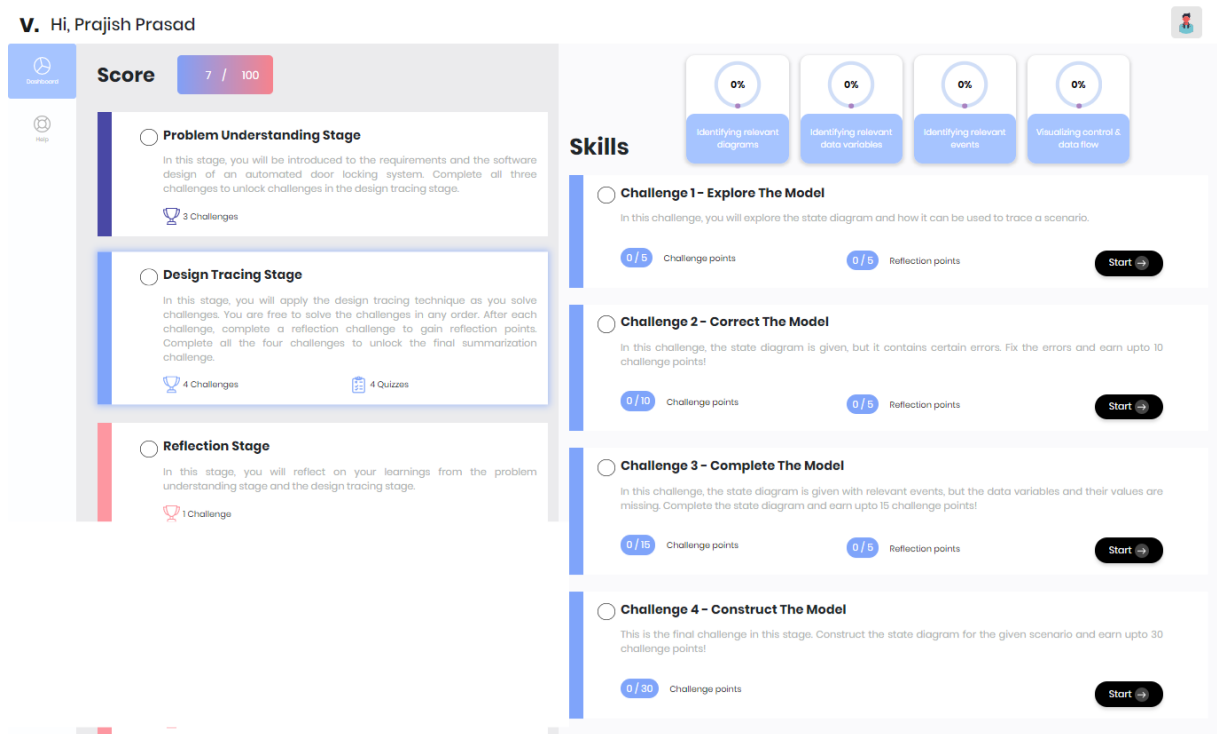 V. Hi, Prajish Prasad
Dashboard
Help
Score
7 / 100
Problem Understanding Stage
In this stage, you will be introduced to the requirements and the software
design of an automated door locking system. Complete all three
challenges to unlock challenges in the design tracing stage.
3 Challenges
Design Tracing Stage
In this stage, you will apply the design tracing technique as you solve
challenges. You are free to solve the challenges in any order. After each
challenge, complete a reflection challenge to gain reflection points.
Complete all the four challenges to unlock the final summarization
challenge.
4 Challenges
4 Quizzes
Reflection Stage
In this stage, you will reflect on your learnings from the problem
understanding stage and the design tracing stage.
1 Challenge
Skills
0%
Identifying relevant
diagrams
0%
Identifying relevant
data variables
0%
Identifying relevant
events
0%
Visualizing control &
data flow
Challenge 1 - Explore The Model
In this challenge, you will explore the state diagram and how it can be used to trace a scenario.
0 / 5 Challenge points
0 / 5 Reflection points
Start
Challenge 2 - Correct The Model
In this challenge, the state diagram is given, but it contains certain errors. Fix the errors and earn upto 10
challenge points!
0 / 10 Challenge points
0 / 5 Reflection points
Start
Challenge 3 - Complete The Model
In this challenge, the state diagram is given with relevant events, but the data variables and their values are
missing. Complete the state diagram and earn upto 15 challenge points!
0 / 15 Challenge points
0 / 5 Reflection points
Start
Challenge 4 - Construct The Model
This is the final challenge in this stage. Construct the state diagram for the given scenario and earn upto 30
challenge points!
0 / 30 Challenge points
Start